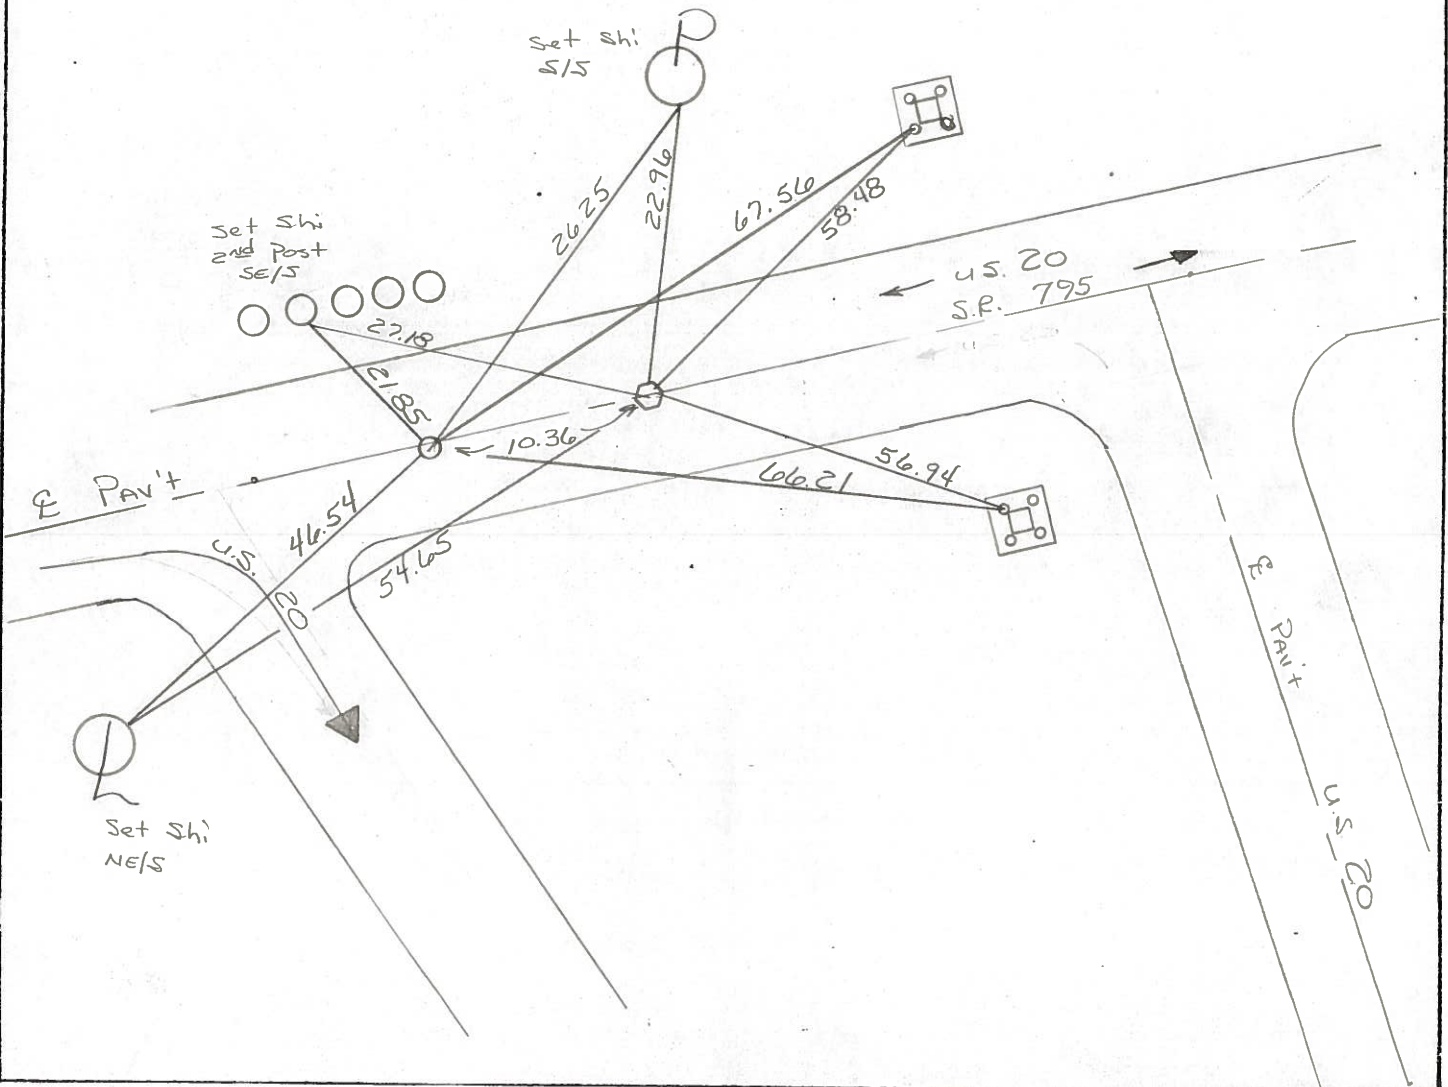 Set Shi
S/S
26.25
22.96
67.56
58.48
Set Shi
2nd Post
SE/S
27.18
21.85
U.S. 20
S.R. 795
10.36
66.21
56.94
℄ PAV't
46.54
54.65
U.S. 20
Set Shi
NE/S
℄ PAV't
U.S. 20